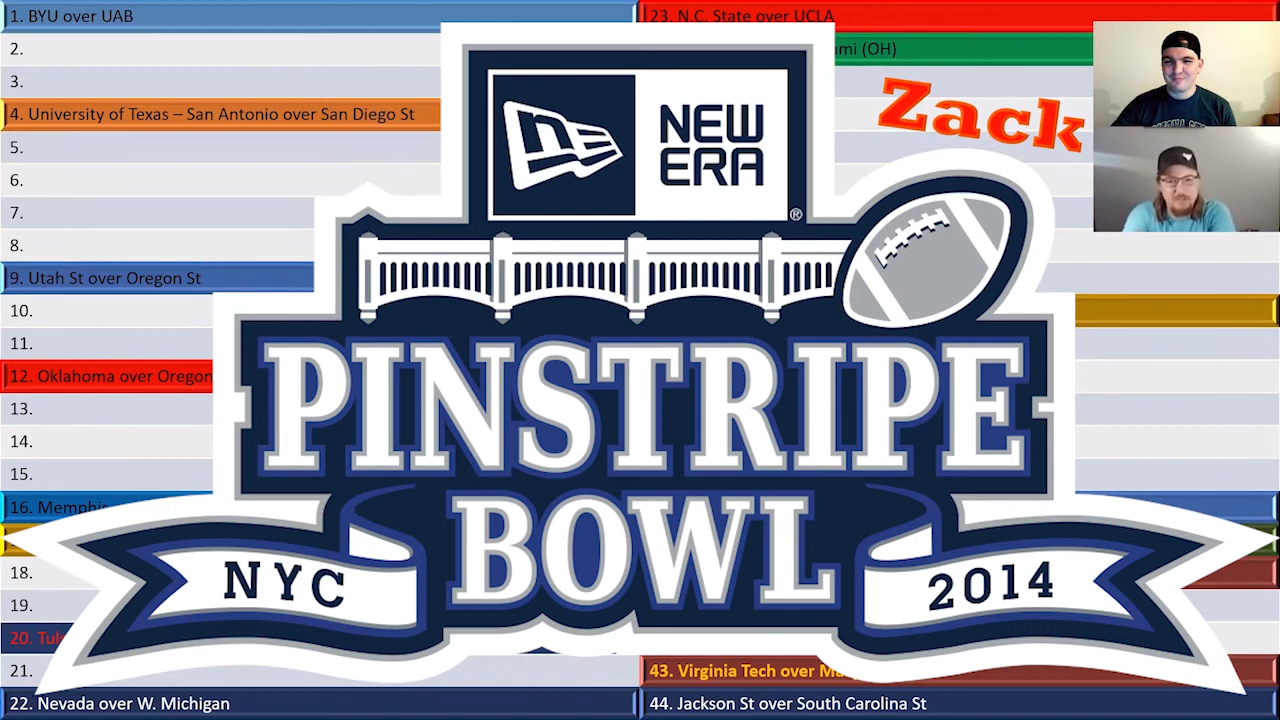 1. BYU over UAB
2.
3.
4. University of Texas – San Antonio over San Diego St
5.
6.
7.
8.
9. Utah St over Oregon St
10.
11.
12. Oklahoma over Oregon
13.
14.
15.
16. Memphis
18.
19.
20.
21.
22. Nevada over W. Michigan
23. N.C. State over UCLA
(OH)
Zack
NEW
ERA
®
PINSTRIPE
BOWL
NYC
2014
43. Virginia Tech over
44. Jackson St over South Carolina St